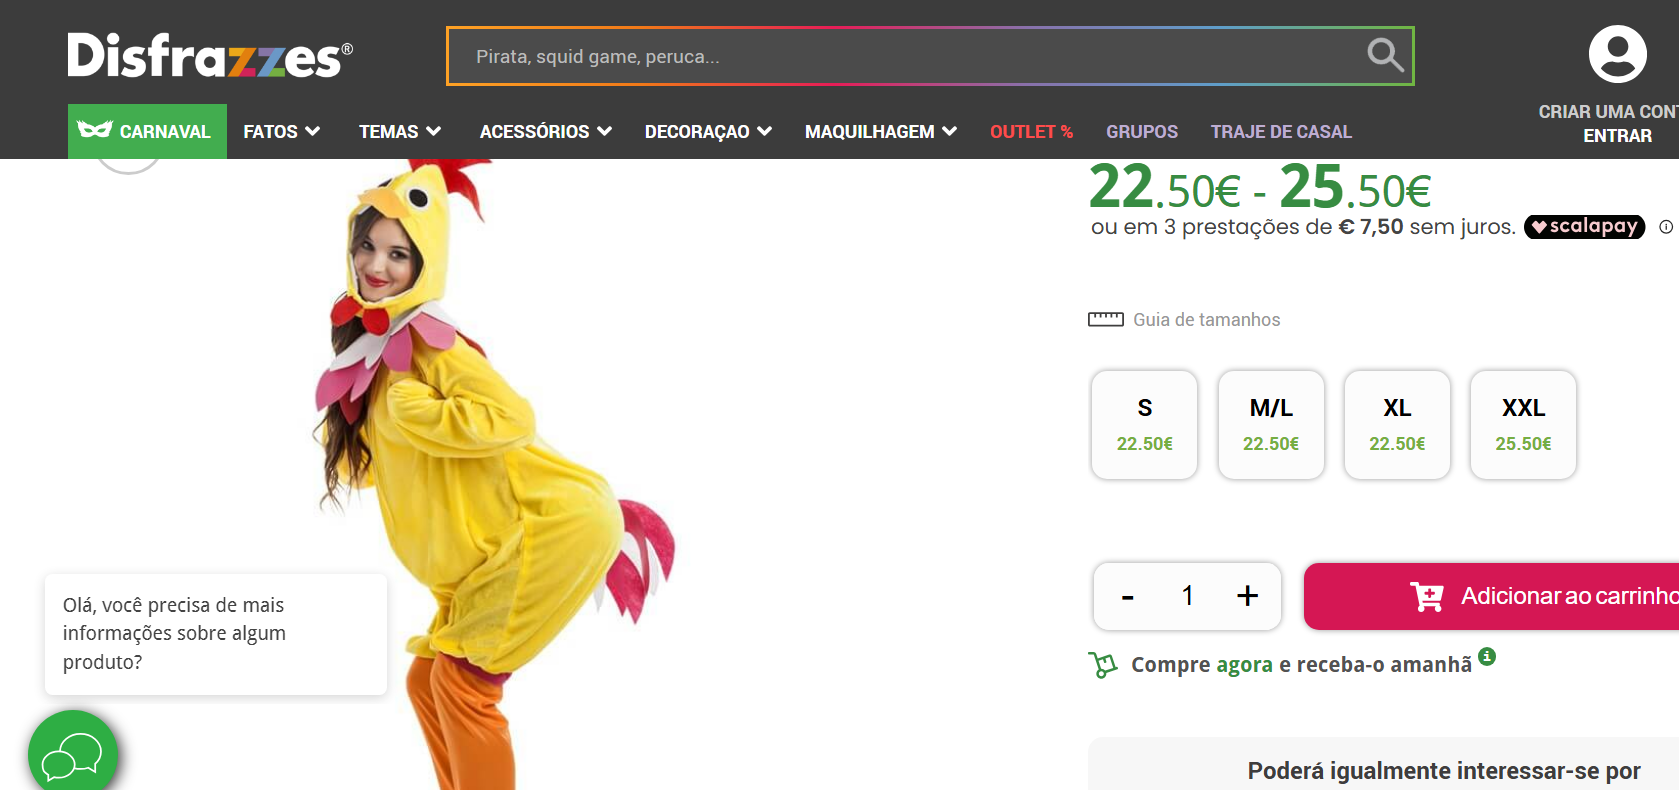 Disfrazzes®
Pirata, squid game, peruca...
CRIAR UMA CONT
ENTRAR
CARNAVAL FATOS TEMAS ACESSÓRIOS DECORAÇAO MAQUILHAGEM OUTLET % GRUPOS TRAJE DE CASAL
22.50€ - 25.50€
ou em 3 prestações de € 7,50 sem juros. scalapay
Guia de tamanhos
S M/L XL XXL
22.50€ 22.50€ 22.50€ 25.50€
- 1 + Adicionar ao carrinho
Compre agora e receba-o amanhã
Olá, você precisa de mais
informações sobre algum
produto?
Poderá igualmente interessar-se por